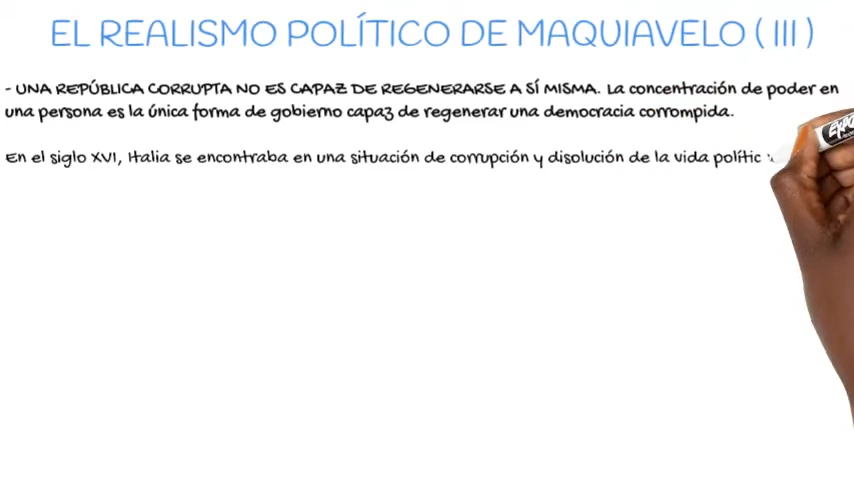 EL REALISMO POLÍTICO DE MAQUIAVELO ( III )
- UNA REPÚBLICA CORRUPTA NO ES CAPAZ DE REGENERARSE A SÍ MISMA. La concentración de poder en
una persona es la única forma de gobierno capaz de regenerar una democracia corrompida.
En el siglo XVI, Italia se encontraba en una situación de corrupción y disolución de la vida polític